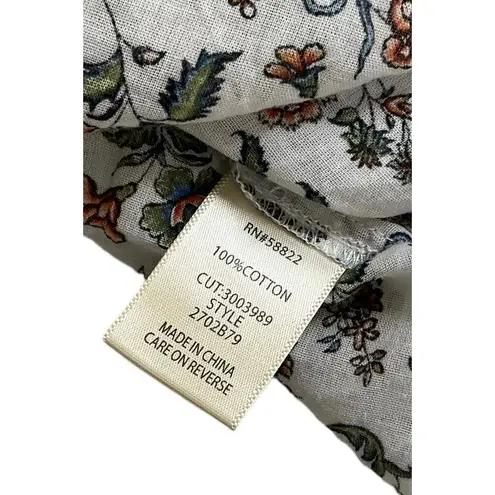 RN#58822
100%COTTON
CUT:3003989
STYLE
2702B79
MADE IN CHINA
CARE ON REVERSE